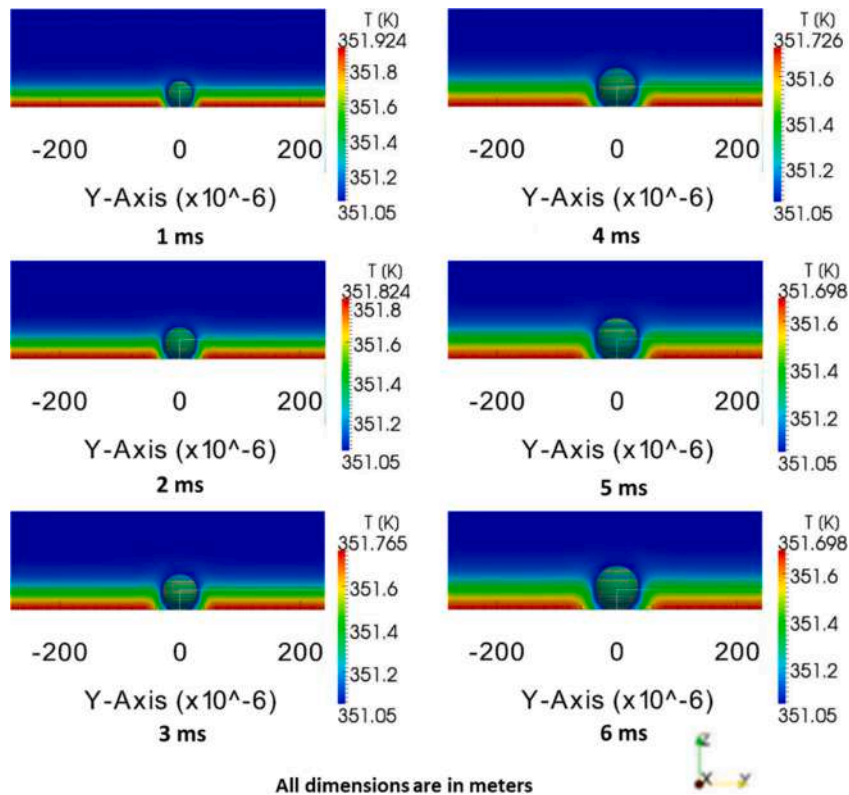 T (K)
351.924
351.8
351.6
351.4
351.2
351.05
-200 0 200
Y-Axis (x10^-6)
1 ms
T (K)
351.726
351.6
351.4
351.2
351.05
-200 0 200
Y-Axis (x10^-6)
4 ms
T (K)
351.824
351.8
351.6
351.4
351.2
351.05
-200 0 200
Y-Axis (x10^-6)
2 ms
T (K)
351.698
351.6
351.4
351.2
351.05
-200 0 200
Y-Axis (x10^-6)
5 ms
T (K)
351.765
351.6
351.4
351.2
351.05
-200 0 200
Y-Axis (x10^-6)
3 ms
T (K)
351.698
351.6
351.4
351.2
351.05
-200 0 200
Y-Axis (x10^-6)
6 ms
Z
X Y
All dimensions are in meters